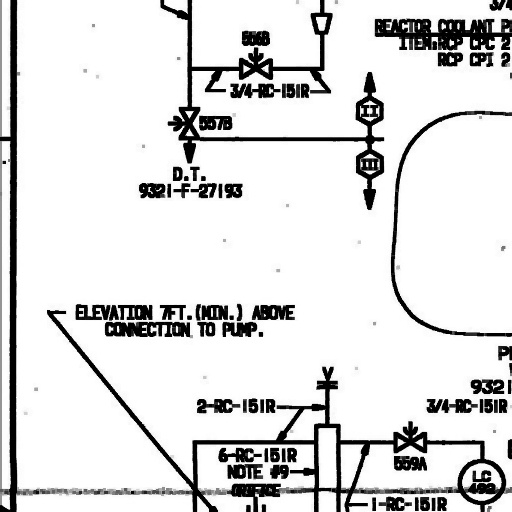 3/4
REACTOR COOLANT P
ITEM:RCP CPC 2
RCP CPI 2
556B
3/4-RC-151R
II
557B
III
D.T.
9321-F-27193
ELEVATION 7FT.(MIN.) ABOVE
CONNECTION TO PUMP.
P
V
9321
2-RC-151R
3/4-RC-151R
6-RC-151R
NOTE #9
559A
LC
ORIFACE
1-RC-151R